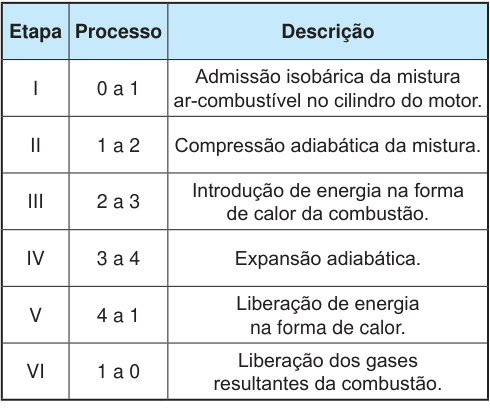 Etapa Processo Descrição
I 0 a 1 Admissão isobárica da mistura
ar-combustível no cilindro do motor.
II 1 a 2 Compressão adiabática da mistura.
III 2 a 3 Introdução de energia na forma
de calor da combustão.
IV 3 a 4 Expansão adiabática.
V 4 a 1 Liberação de energia
na forma de calor.
VI 1 a 0 Liberação dos gases
resultantes da combustão.